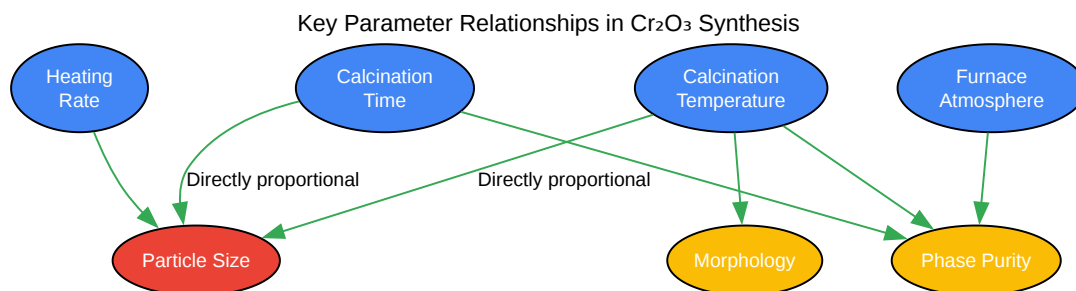 Key Parameter Relationships in Cr₂O₃ Synthesis
Heating
Rate
Calcination
Time
Calcination
Temperature
Furnace
Atmosphere
Directly proportional
Directly proportional
Particle Size
Morphology
Phase Purity